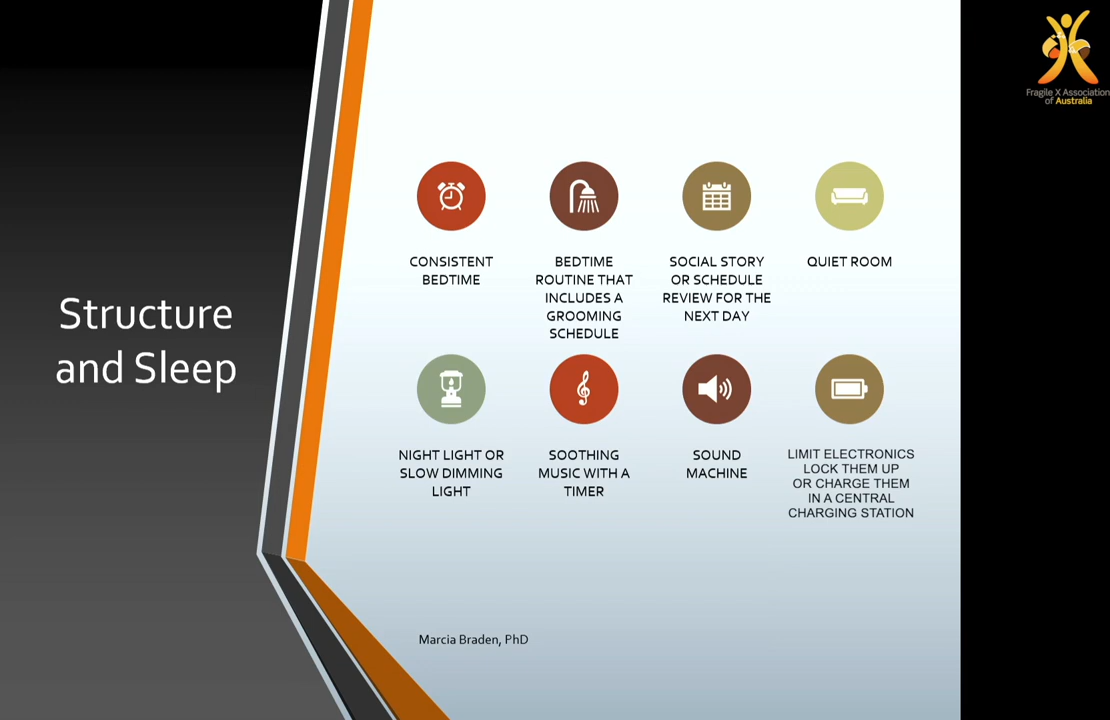 Fragile X Association
of Australia
Structure
and Sleep
CONSISTENT
BEDTIME
BEDTIME
ROUTINE THAT
INCLUDES A
GROOMING
SCHEDULE
SOCIAL STORY
OR SCHEDULE
REVIEW FOR THE
NEXT DAY
QUIET ROOM
NIGHT LIGHT OR
SLOW DIMMING
LIGHT
SOOTHING
MUSIC WITH A
TIMER
SOUND
MACHINE
LIMIT ELECTRONICS
LOCK THEM UP
OR CHARGE THEM
IN A CENTRAL
CHARGING STATION
Marcia Braden, PhD